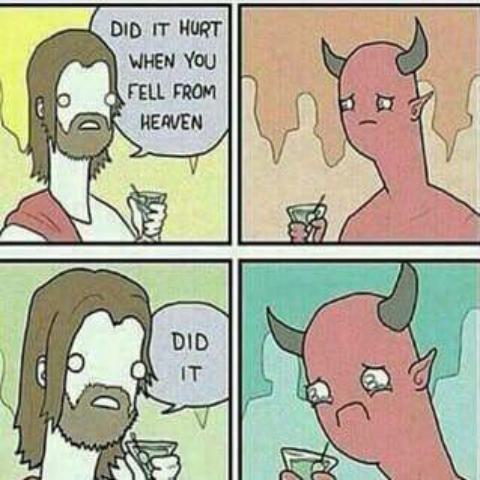 DID IT HURT
WHEN YOU
FELL FROM
HEAVEN
DID
IT